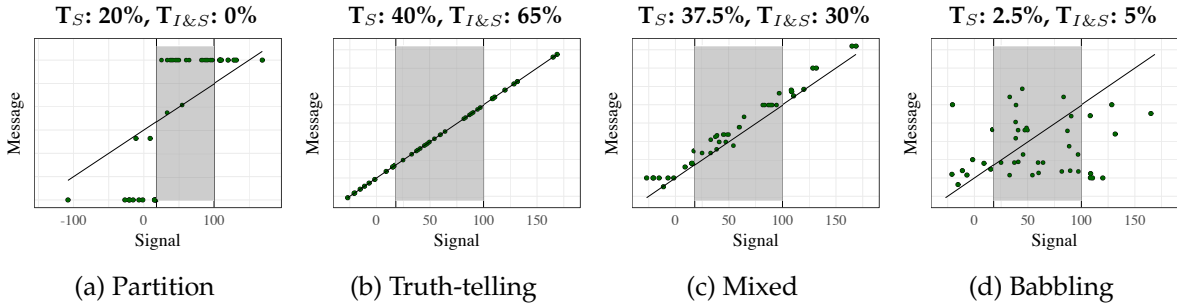 T_S: 20%, T_I&S: 0%
Message
-100
0
100
Signal
(a) Partition
T_S: 40%, T_I&S: 65%
Message
0
50
100
150
Signal
(b) Truth-telling
T_S: 37.5%, T_I&S: 30%
Message
0
50
100
150
Signal
(c) Mixed
T_S: 2.5%, T_I&S: 5%
Message
0
50
100
150
Signal
(d) Babbling